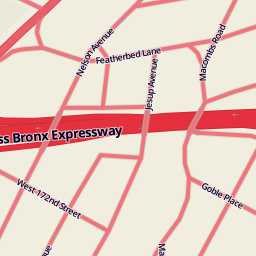 Nelson Avenue
Featherbed Lane
Macombs Road
Jesup Avenue
ss Bronx Expressway
West 172nd Street
Goble Place